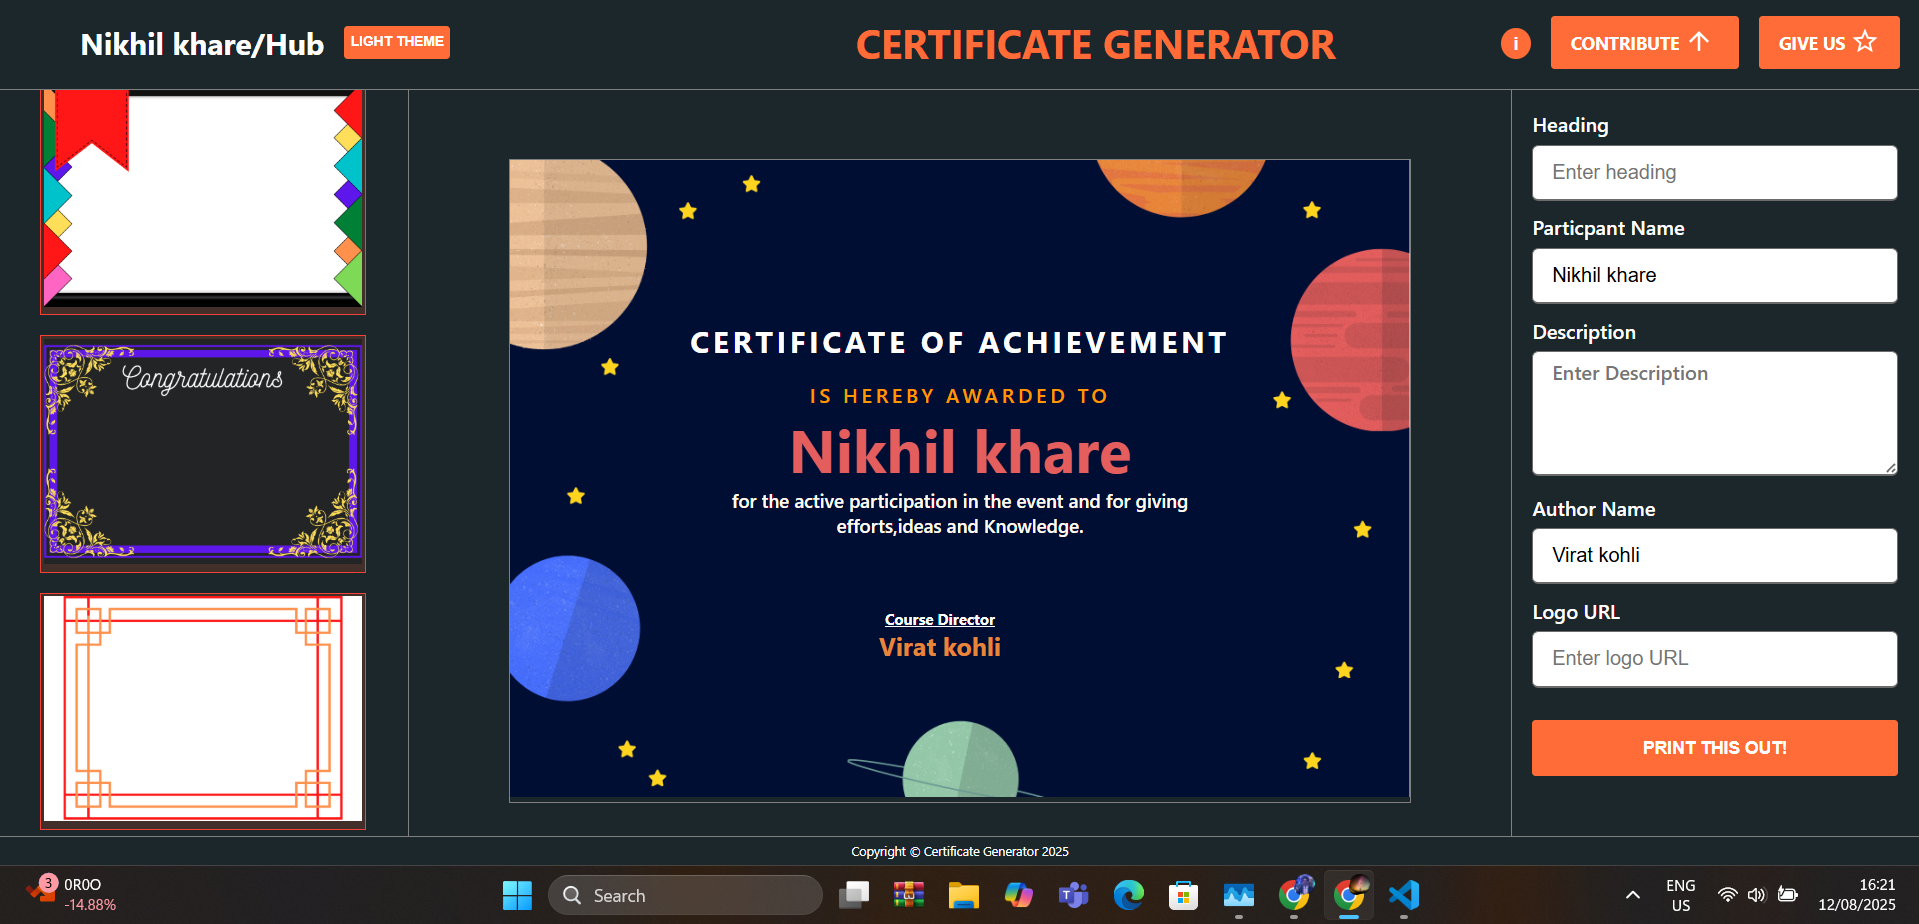 Nikhil khare/Hub
LIGHT THEME
CERTIFICATE GENERATOR
i
CONTRIBUTE
GIVE US
Congratulations
CERTIFICATE OF ACHIEVEMENT
IS HEREBY AWARDED TO
Nikhil khare
for the active participation in the event and for giving
efforts,ideas and Knowledge.
Course Director
Virat kohli
Heading
Enter heading
Particpant Name
Nikhil khare
Description
Enter Description
Author Name
Virat kohli
Logo URL
Enter logo URL
PRINT THIS OUT!
Copyright © Certificate Generator 2025
3
0R0O
-14.88%
Search
ENG
US
16:21
12/08/2025